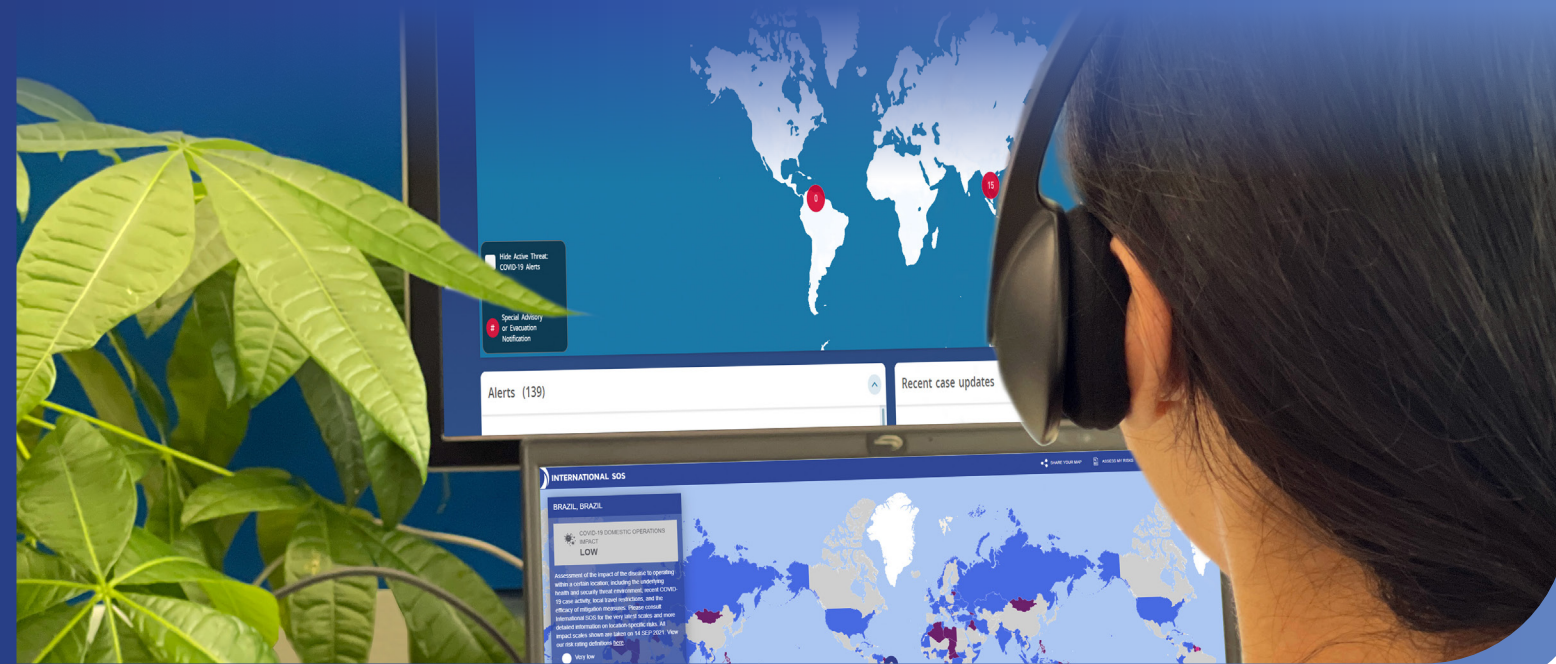 0
15
Hide Active Threat:
COVID-19 Alerts
#
Special Advisory
or Evacuation
Notification
Alerts (139)
Recent case updates
INTERNATIONAL SOS
SHARE YOUR MAP
ASSESS MY RISKS
BRAZIL, BRAZIL
COVID-19 DOMESTIC OPERATIONS
IMPACT
LOW
Assessment of the impact of the disease to operating
within a certain location, including the underlying
health and security threat environment, recent COVID-
19 case activity, local travel restrictions, and the
efficacy of mitigation measures. Please consult
International SOS for the very latest scales and more
detailed information on location-specific risks. All
impact scales shown are taken on 14 SEP 2021. View
our risk rating definitions here.
Very low